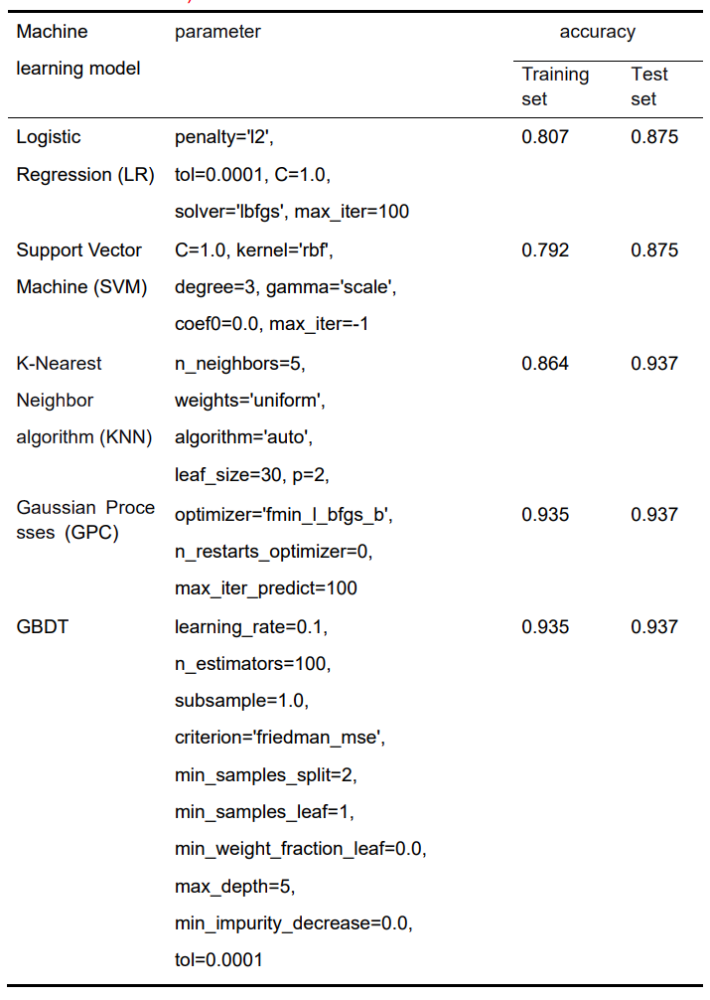 Machine parameter accuracy
learning model
Training Test
set set
Logistic penalty='l2', 0.807 0.875
Regression (LR) tol=0.0001, C=1.0,
solver='lbfgs', max_iter=100
Support Vector C=1.0, kernel='rbf', 0.792 0.875
Machine (SVM) degree=3, gamma='scale',
coef0=0.0, max_iter=-1
K-Nearest n_neighbors=5, 0.864 0.937
Neighbor weights='uniform',
algorithm (KNN) algorithm='auto',
leaf_size=30, p=2,
Gaussian Proce optimizer='fmin_l_bfgs_b', 0.935 0.937
sses (GPC)
n_restarts_optimizer=0,
max_iter_predict=100
GBDT learning_rate=0.1, 0.935 0.937
n_estimators=100,
subsample=1.0,
criterion='friedman_mse',
min_samples_split=2,
min_samples_leaf=1,
min_weight_fraction_leaf=0.0,
max_depth=5,
min_impurity_decrease=0.0,
tol=0.0001